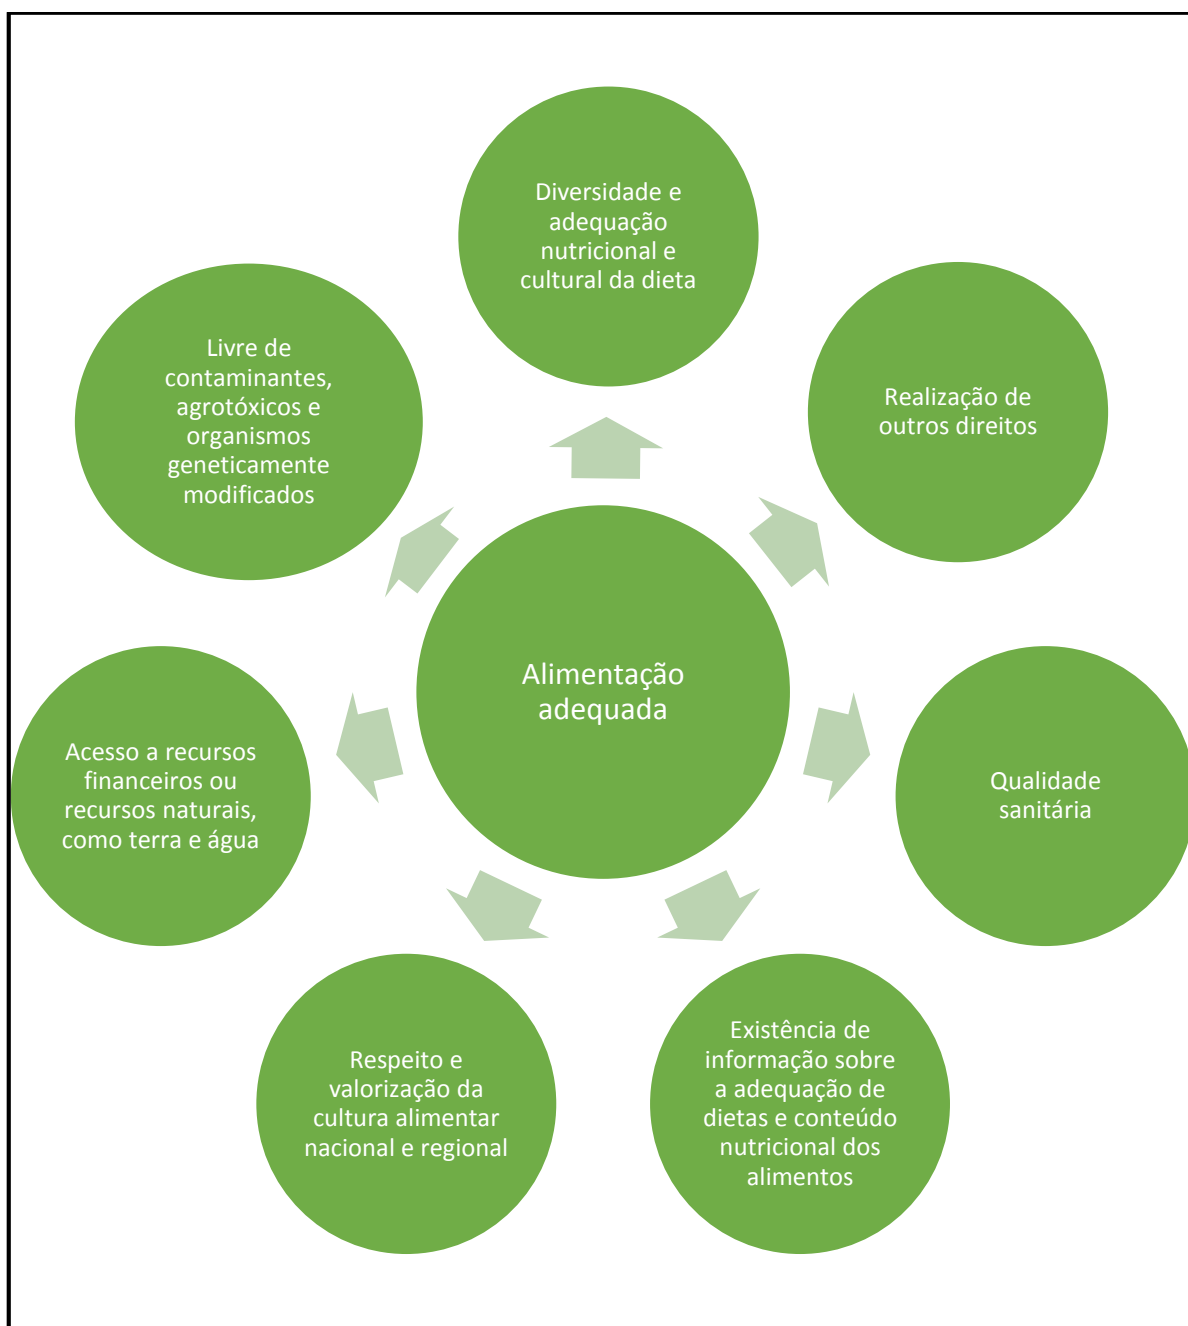 Diversidade e
adequação
nutricional e
cultural da dieta
Realização de
outros direitos
Qualidade
sanitária
Existência de
informação sobre
a adequação de
dietas e conteúdo
nutricional dos
alimentos
Respeito e
valorização da
cultura alimentar
nacional e regional
Acesso a recursos
financeiros ou
recursos naturais,
como terra e água
Livre de
contaminantes,
agrotóxicos e
organismos
geneticamente
modificados
Alimentação
adequada